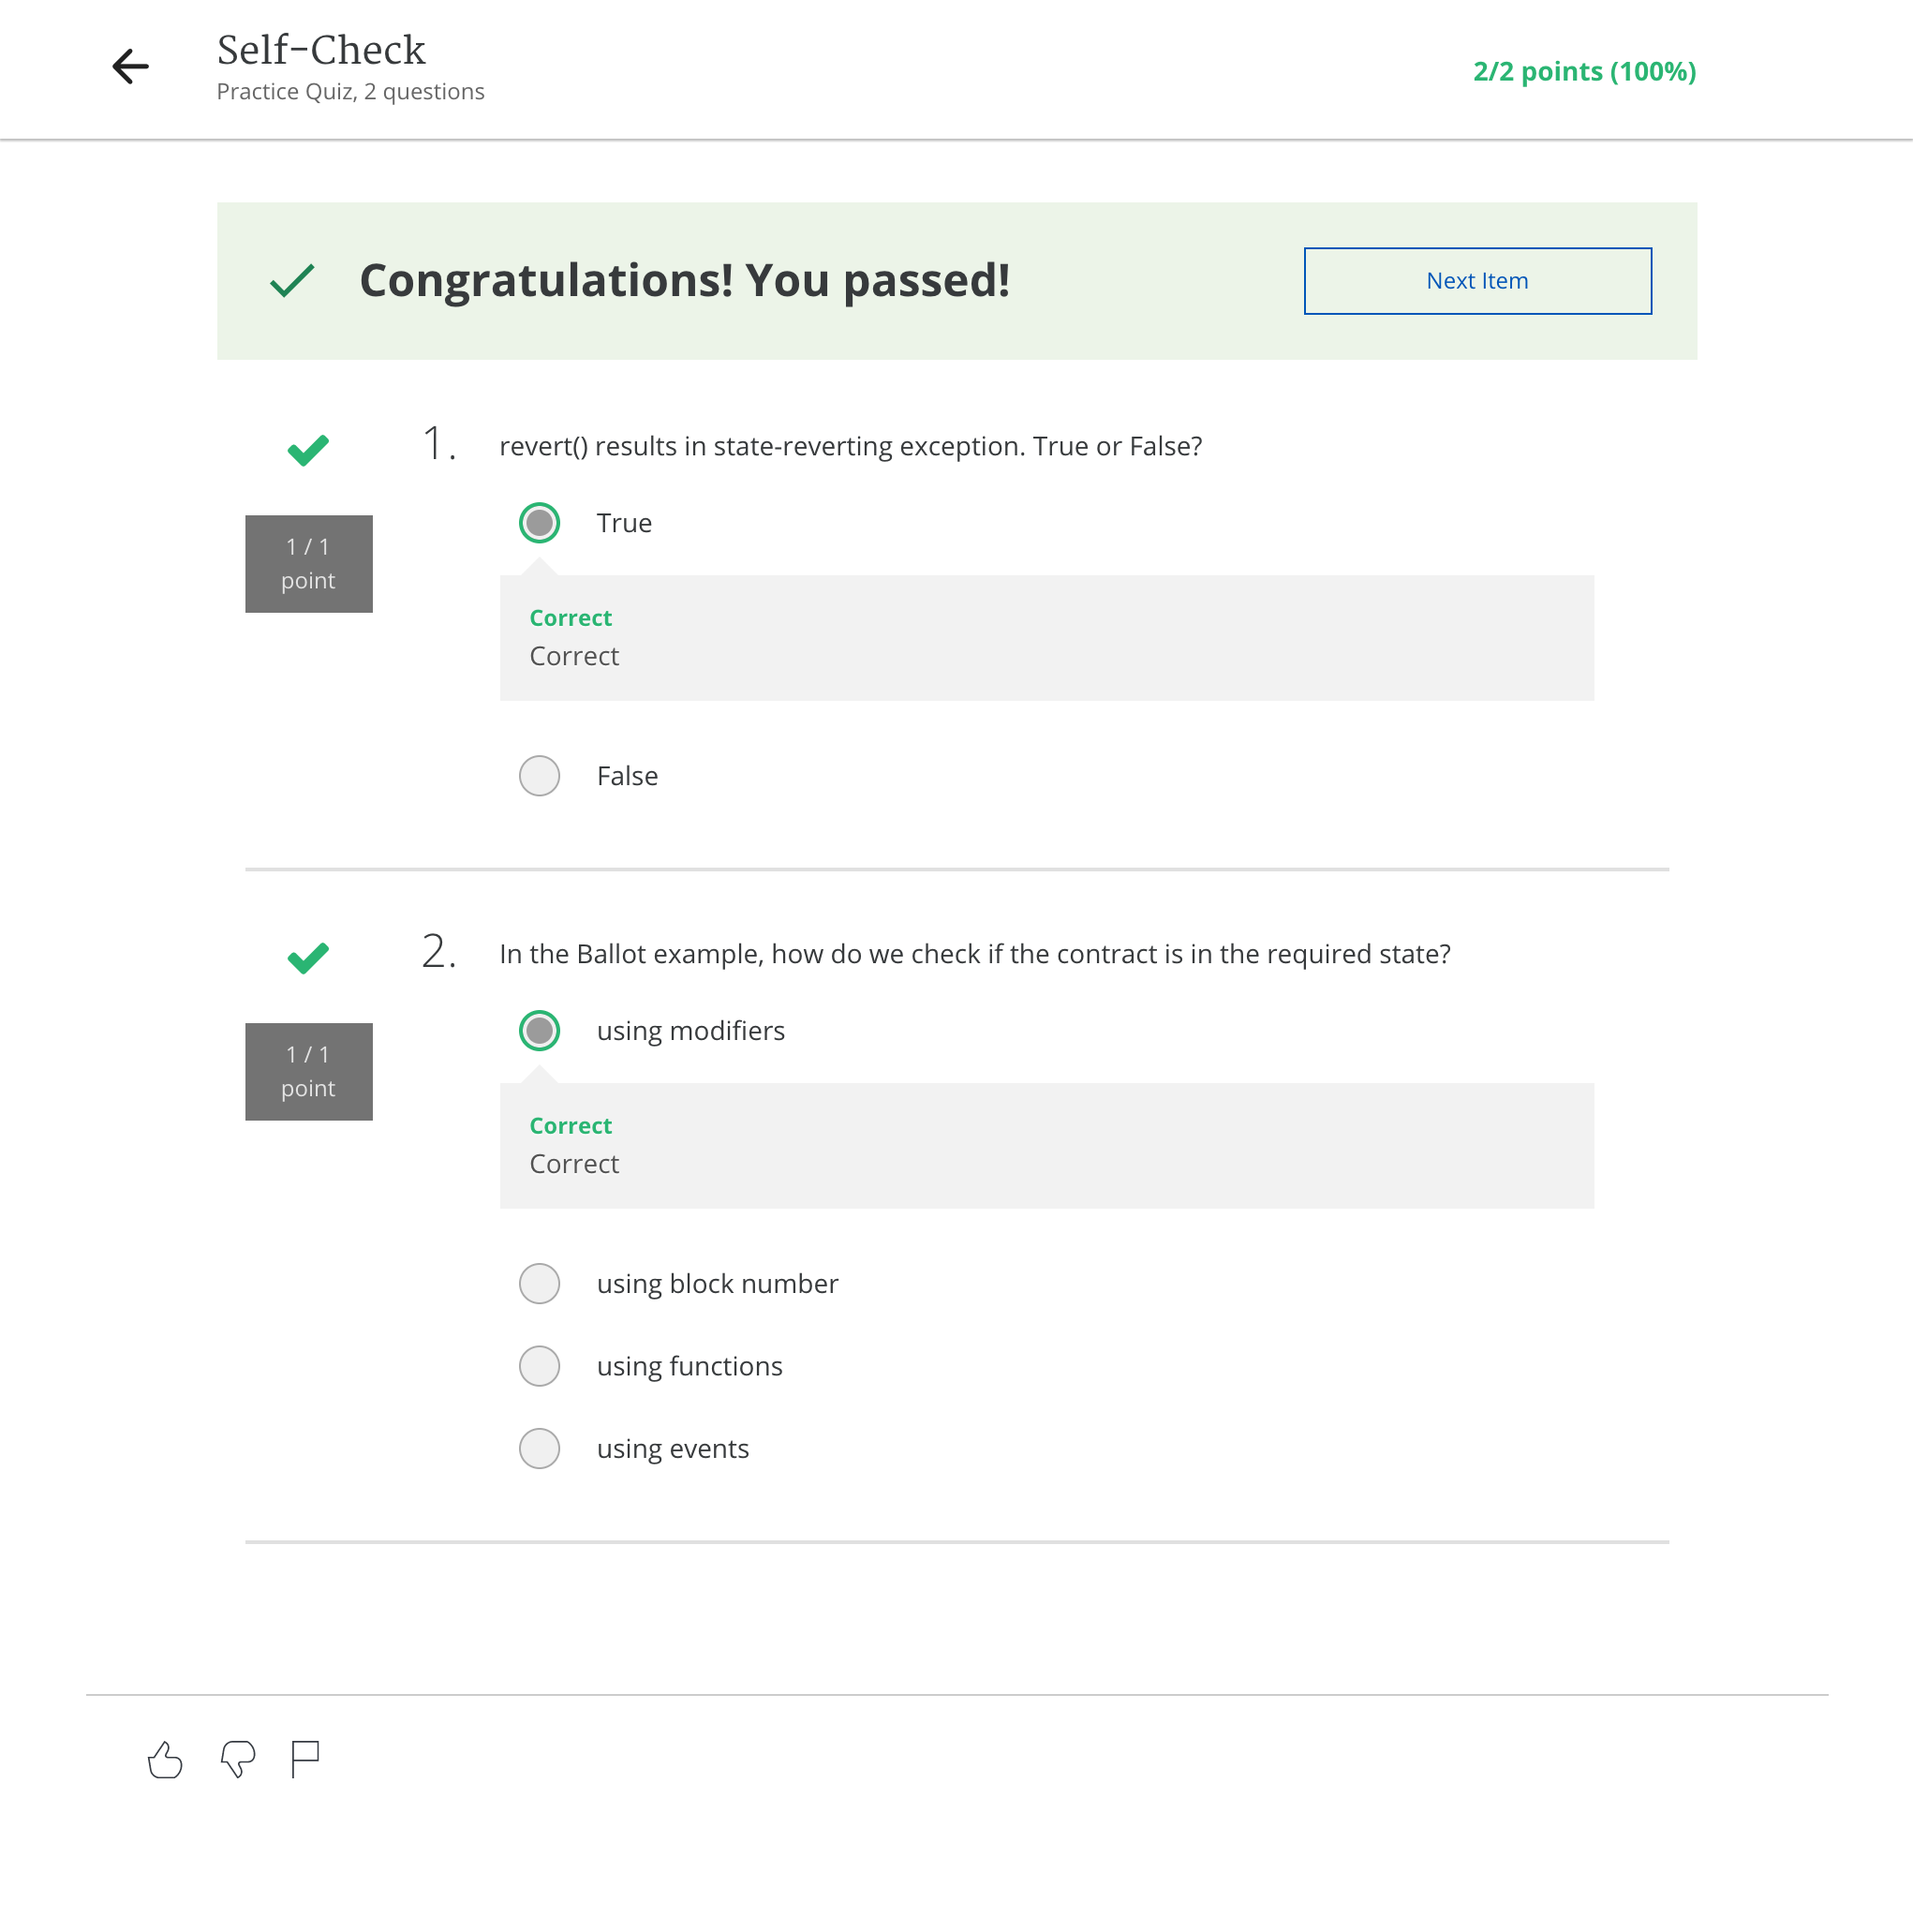 Self-Check
Practice Quiz, 2 questions
2/2 points (100%)
Congratulations! You passed!
Next Item
1.
revert() results in state-reverting exception. True or False?
1 / 1
point
True
Correct
Correct
False
2.
In the Ballot example, how do we check if the contract is in the required state?
1 / 1
point
using modifiers
Correct
Correct
using block number
using functions
using events